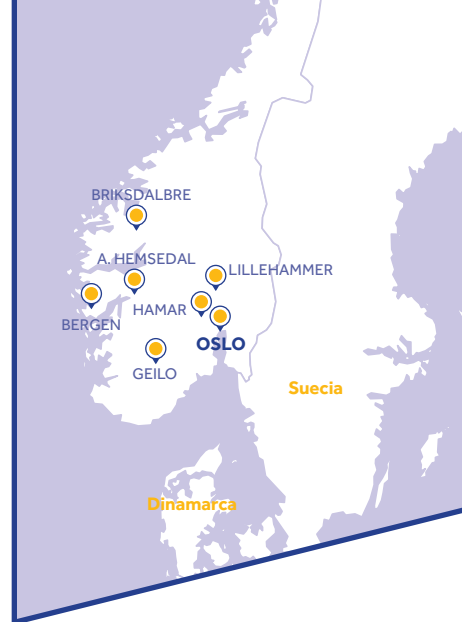 BRIKSDALBRE
A. HEMSEDAL
LILLEHAMMER
HAMAR
BERGEN
OSLO
GEILO
Suecia
Dinamarca